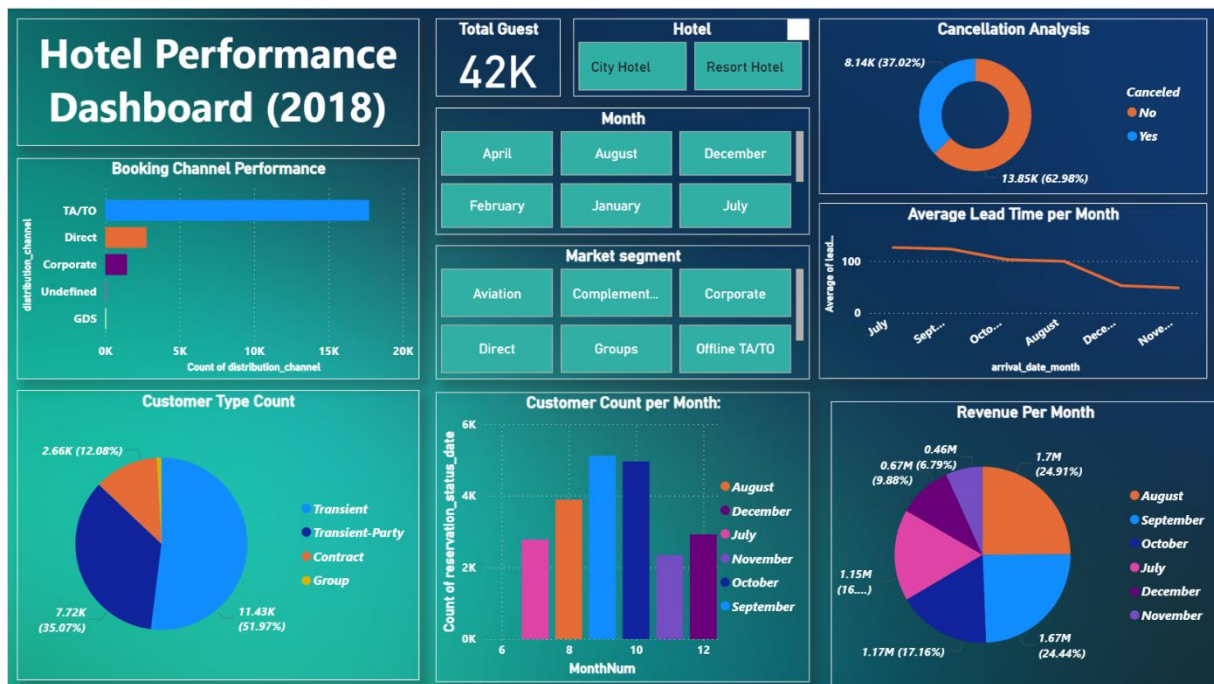 Hotel Performance
Dashboard (2018)
Total Guest
42K
Hotel
City Hotel
Resort Hotel
Cancellation Analysis
8.14K (37.02%)
13.85K (62.98%)
Canceled
No
Yes
Month
April
August
December
February
January
July
Booking Channel Performance
distribution_channel
TA/TO
Direct
Corporate
Undefined
GDS
0K
5K
10K
15K
20K
Count of distribution_channel
Market segment
Aviation
Complement...
Corporate
Direct
Groups
Offline TA/TO
Average Lead Time per Month
Average of lead...
100
0
July
Sept...
Octo...
August
Dece...
Nove...
arrival_date_month
Customer Type Count
2.66K (12.08%)
7.72K
(35.07%)
11.43K
(51.97%)
Transient
Transient-Party
Contract
Group
Customer Count per Month:
Count of reservation_status_date
6K
4K
2K
0K
6
8
10
12
MonthNum
August
December
July
November
October
September
Revenue Per Month
0.46M
(6.79%)
0.67M
(9.88%)
1.15M
(16....)
1.17M (17.16%)
1.7M
(24.91%)
1.67M
(24.44%)
August
September
October
July
December
November